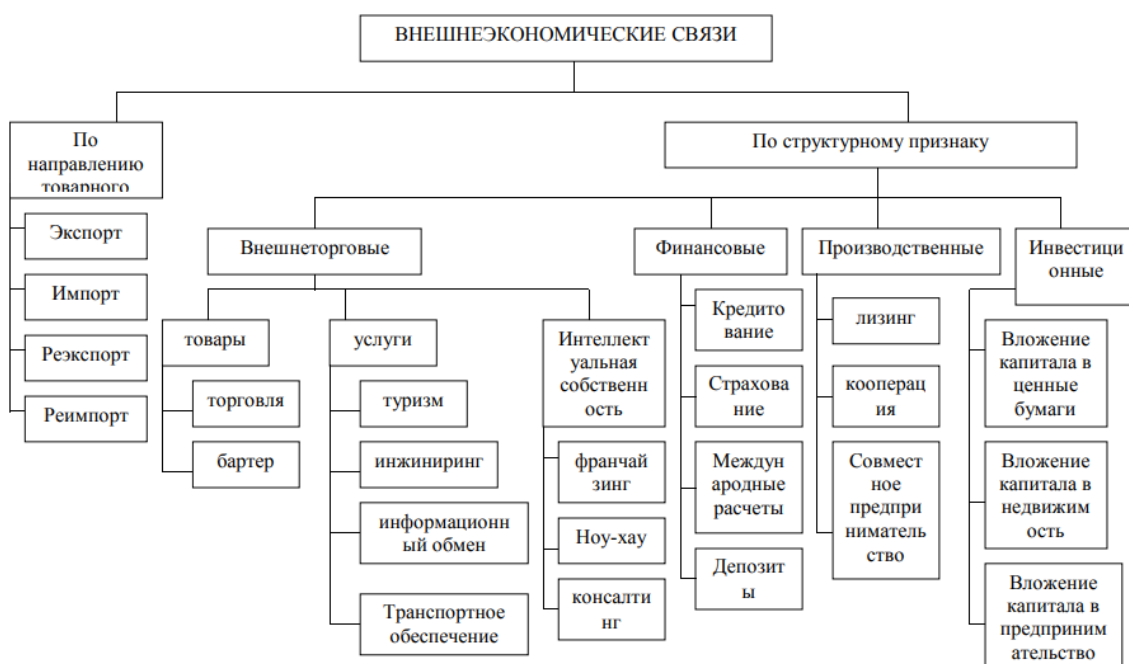 ВНЕШНЕЭКОНОМИЧЕСКИЕ СВЯЗИ
По
направлению
товарного
По структурному признаку
Экспорт
Импорт
Реэкспорт
Реимпорт
Внешнеторговые
товары
торговля
бартер
услуги
туризм
инжиниринг
информационн
ый обмен
Транспортное
обеспечение
Интеллект
уальная
собственн
ость
франчай
зинг
Ноу-хау
консалти
нг
Финансовые
Кредито
вание
Страхова
ние
Междун
ародные
расчеты
Депозит
ы
Производственные
лизинг
кооперац
ия
Совмест
ное
предпри
ниматель
ство
Инвестици
онные
Вложение
капитала в
ценные
бумаги
Вложение
капитала в
недвижим
ость
Вложение
капитала в
предприним
ательство